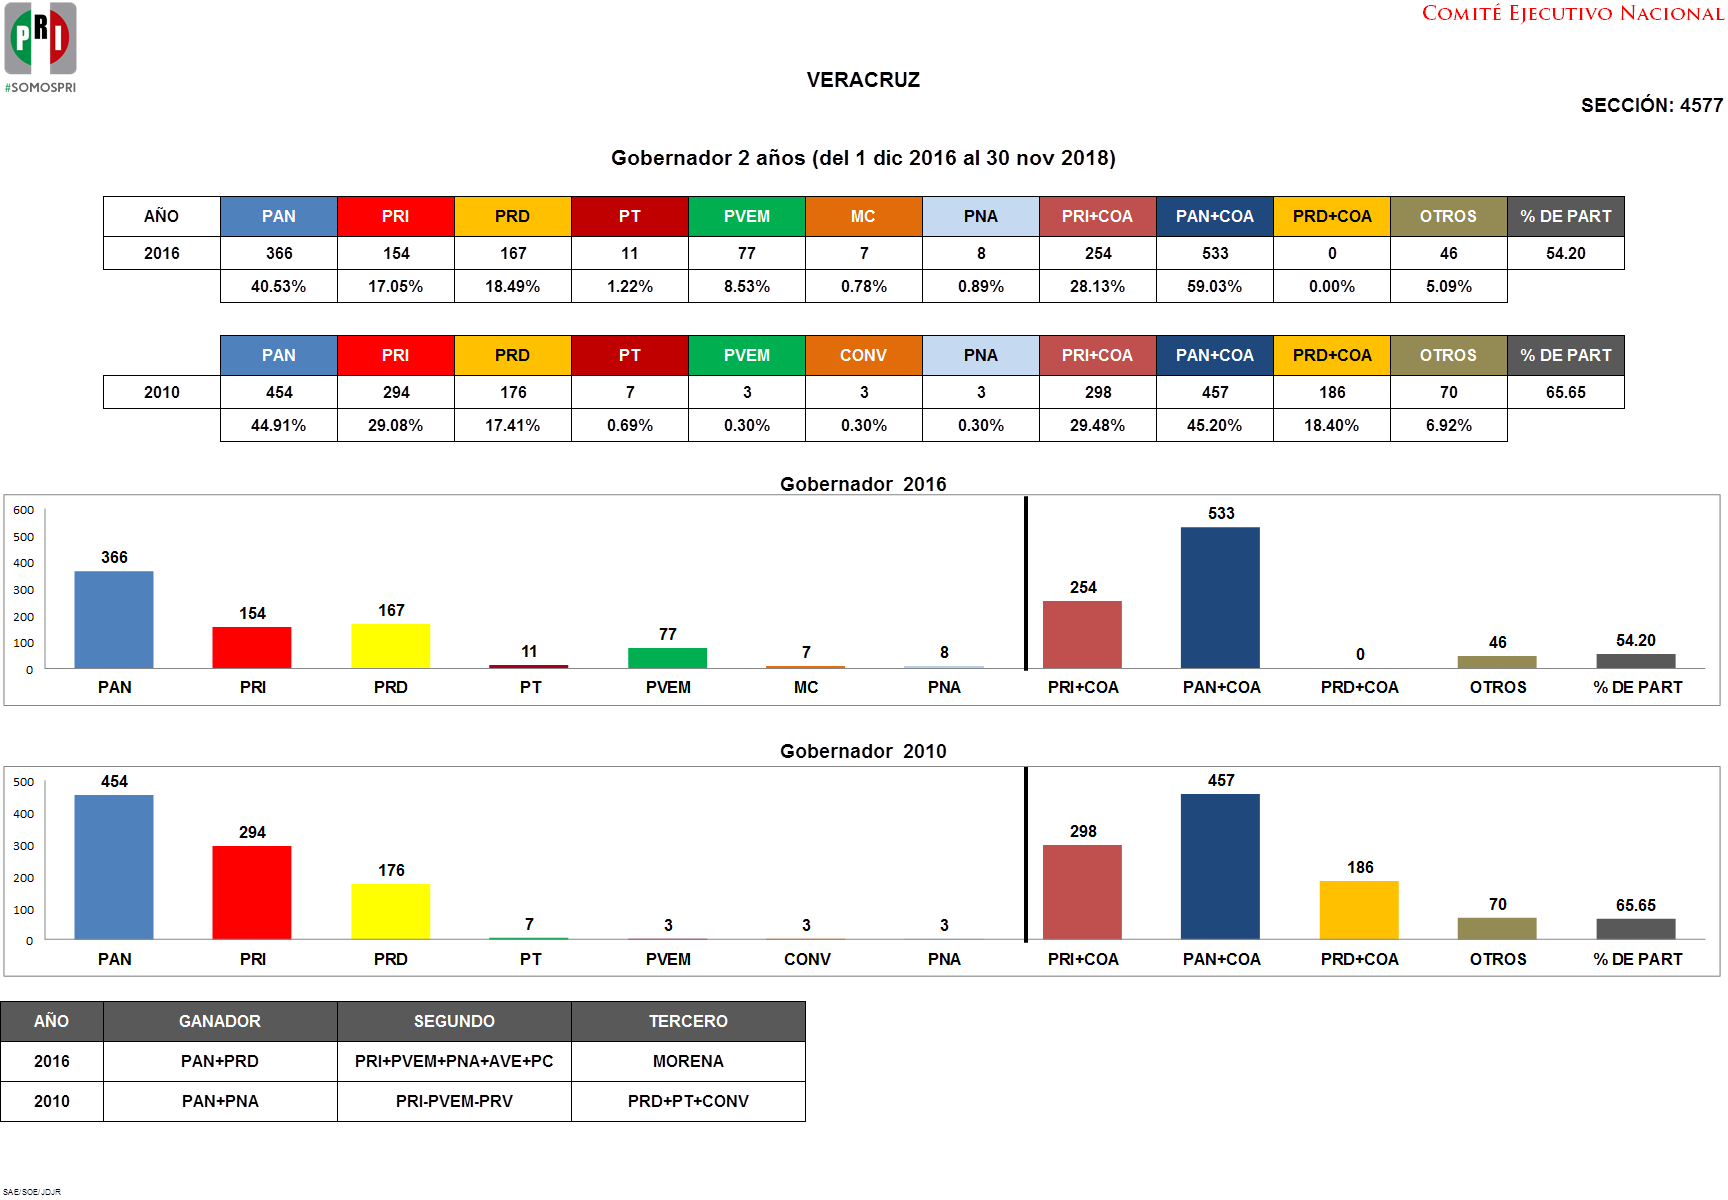 PRI
#SOMOSPRI
COMITÉ EJECUTIVO NACIONAL
VERACRUZ
SECCIÓN: 4577
Gobernador 2 años (del 1 dic 2016 al 30 nov 2018)
AÑO PAN PRI PRD PT PVEM MC PNA PRI+COA PAN+COA PRD+COA OTROS % DE PART
2016 366 154 167 11 77 7 8 254 533 0 46 54.20
40.53% 17.05% 18.49% 1.22% 8.53% 0.78% 0.89% 28.13% 59.03% 0.00% 5.09%
PAN PRI PRD PT PVEM CONV PNA PRI+COA PAN+COA PRD+COA OTROS % DE PART
2010 454 294 176 7 3 3 3 298 457 186 70 65.65
44.91% 29.08% 17.41% 0.69% 0.30% 0.30% 0.30% 29.48% 45.20% 18.40% 6.92%
Gobernador 2016
600
500
400
300
200
100
0
366 154 167 11 77 7 8 254 533 0 46 54.20
PAN PRI PRD PT PVEM MC PNA PRI+COA PAN+COA PRD+COA OTROS % DE PART
Gobernador 2010
500
400
300
200
100
0
454 294 176 7 3 3 3 298 457 186 70 65.65
PAN PRI PRD PT PVEM CONV PNA PRI+COA PAN+COA PRD+COA OTROS % DE PART
AÑO GANADOR SEGUNDO TERCERO
2016 PAN+PRD PRI+PVEM+PNA+AVE+PC MORENA
2010 PAN+PNA PRI-PVEM-PRV PRD+PT+CONV
SAE/SOE/JDJR